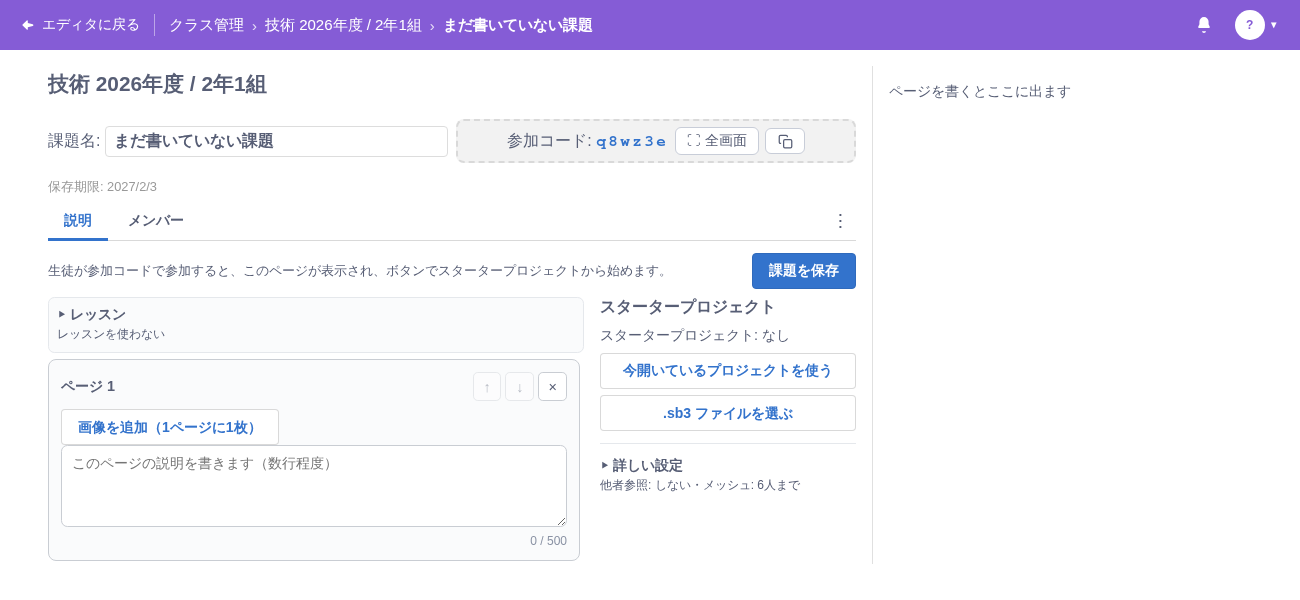 エディタに戻る
クラス管理 › 技術 2026年度 / 2年1組 › まだ書いていない課題
?
技術 2026年度 / 2年1組
課題名: まだ書いていない課題
参加コード: q8wz3e
全画面
保存期限: 2027/2/3
説明
メンバー
生徒が参加コードで参加すると、このページが表示され、ボタンでスタータープロジェクトから始めます。
課題を保存
レッスン
レッスンを使わない
ページ 1
↑ ↓ ×
画像を追加（1ページに1枚）
このページの説明を書きます（数行程度）
0 / 500
スタータープロジェクト
スタータープロジェクト: なし
今開いているプロジェクトを使う
.sb3 ファイルを選ぶ
詳しい設定
他者参照: しない・メッシュ: 6人まで
ページを書くとここに出ます